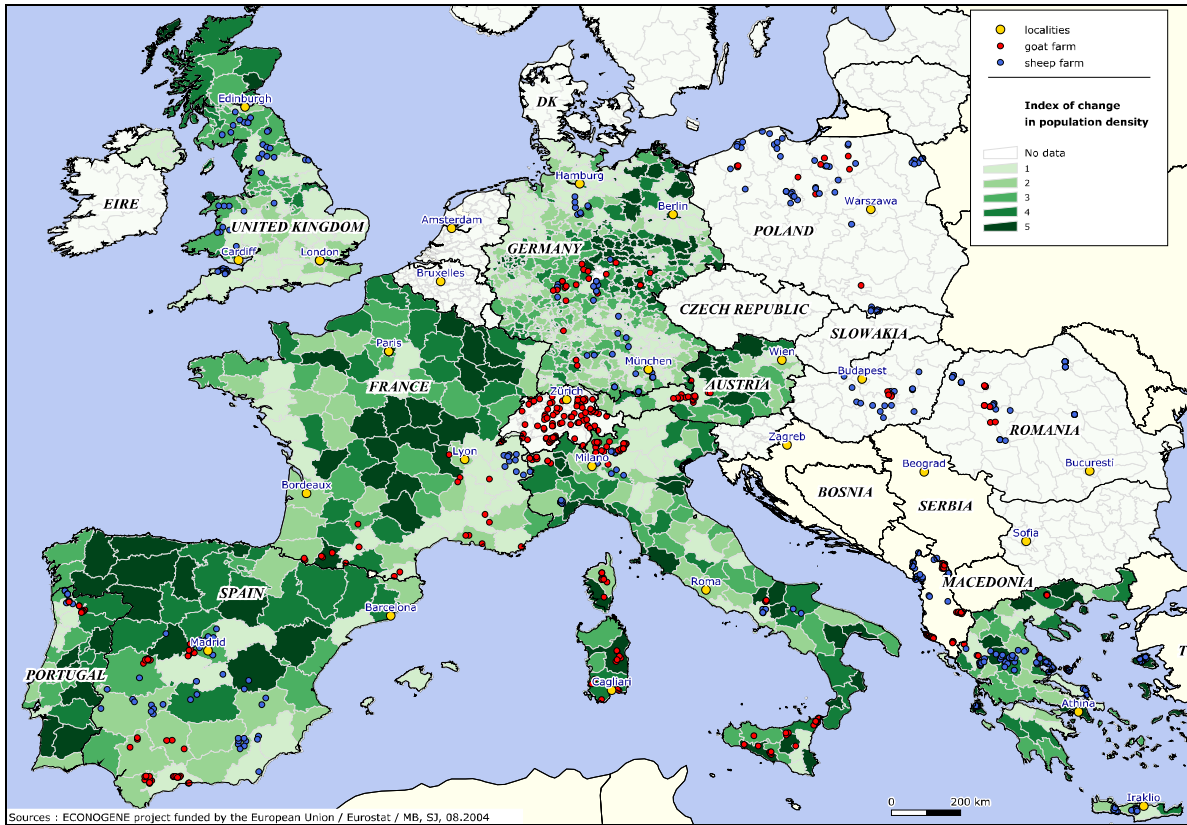 localities
goat farm
sheep farm
Index of change
in population density
No data
1
2
3
4
5
Edinburgh
DK
EIRE
UNITED KINGDOM
Cardiff
London
Hamburg
Berlin
Amsterdam
GERMANY
Bruxelles
POLAND
Warszawa
CZECH REPUBLIC
SLOWAKIA
Paris
FRANCE
München
Wien
AUSTRIA
Budapest
Zürich
ROMANIA
Lyon
Milano
Zagreb
Beograd
Bucuresti
Bordeaux
BOSNIA
SERBIA
Sofia
MACEDONIA
Roma
SPAIN
Barcelona
Madrid
PORTUGAL
Cagliari
T
Athina
Iraklio
0 200 km
Sources : ECONOGENE project funded by the European Union / Eurostat / MB, SJ, 08.2004